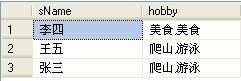 sName hobby
1 李四 美食,美食
2 王五 爬山,游泳
3 张三 爬山,游泳